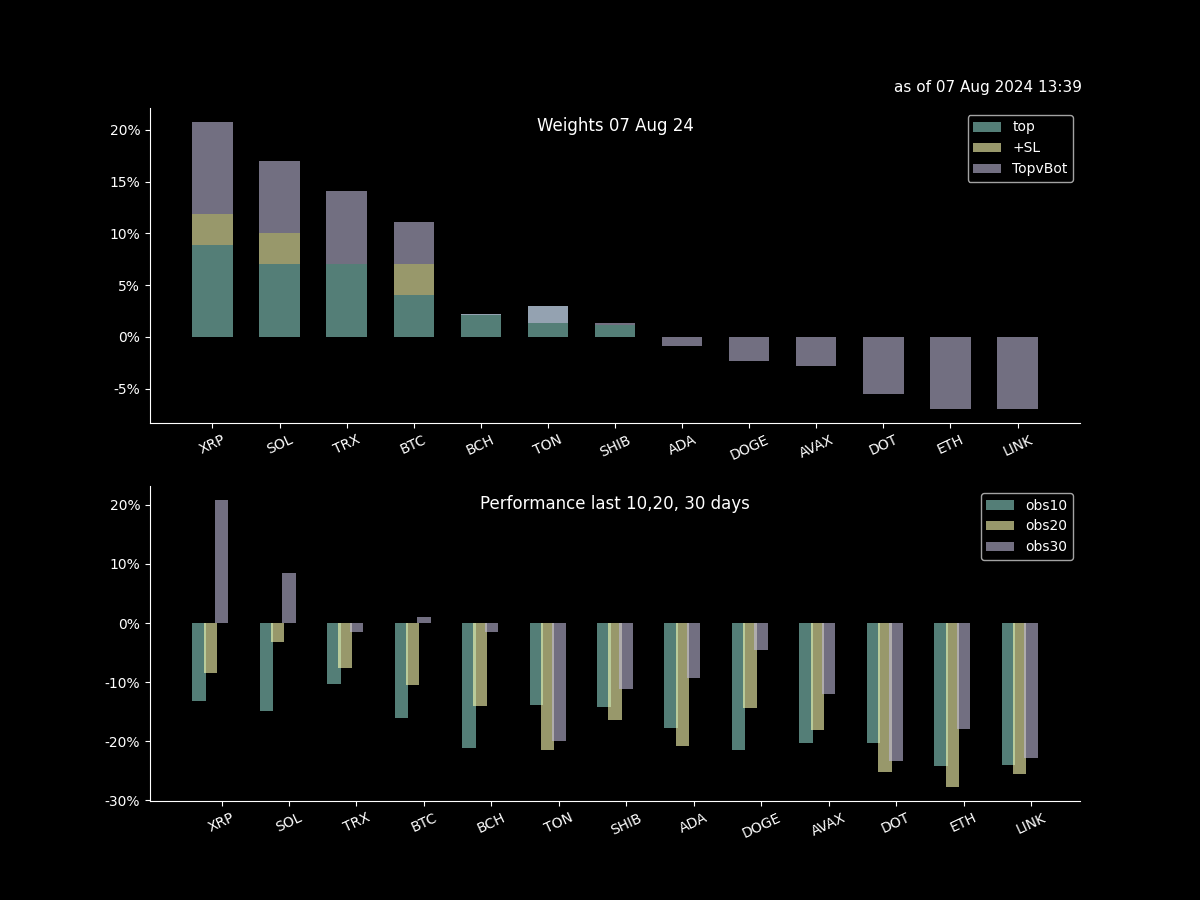 as of 07 Aug 2024 13:39
Weights 07 Aug 24
top
+SL
TopvBot
20%
15%
10%
5%
0%
-5%
XRP SOL TRX BTC BCH TON SHIB ADA DOGE AVAX DOT ETH LINK
Performance last 10,20, 30 days
obs10
obs20
obs30
20%
10%
0%
-10%
-20%
-30%
XRP SOL TRX BTC BCH TON SHIB ADA DOGE AVAX DOT ETH LINK